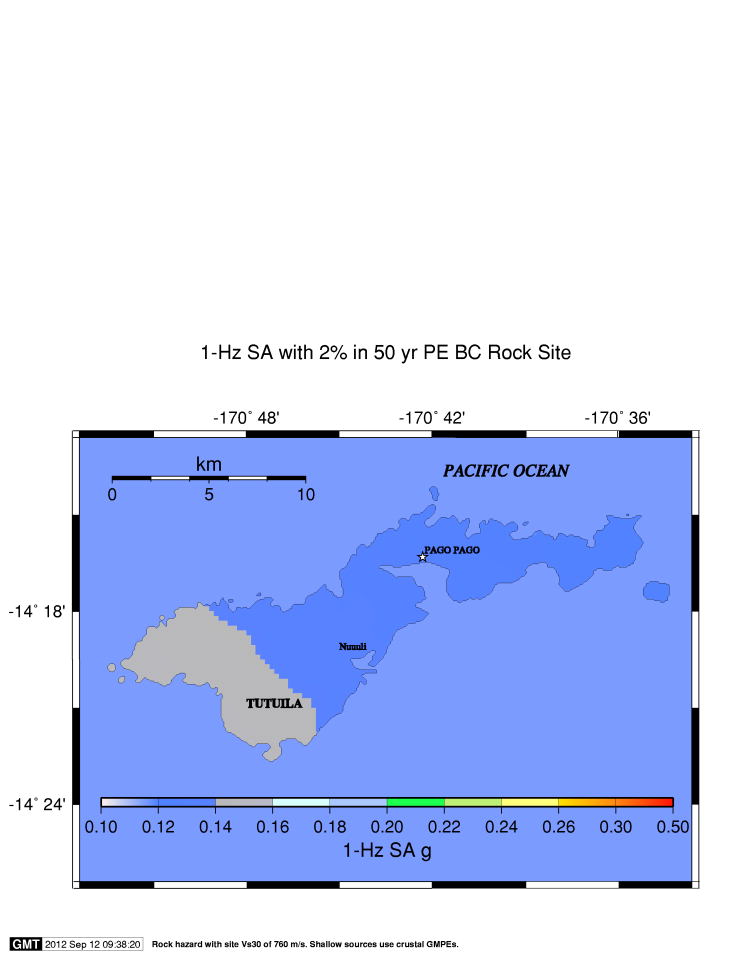 1-Hz SA with 2% in 50 yr PE BC Rock Site
-170° 48' -170° 42' -170° 36'
km
0 5 10
PACIFIC OCEAN
PAGO PAGO
-14° 18'
Nuuuli
TUTUILA
-14° 24'
0.10 0.12 0.14 0.16 0.18 0.20 0.22 0.24 0.26 0.30 0.50
1-Hz SA g
GMT 2012 Sep 12 09:38:20 Rock hazard with site Vs30 of 760 m/s. Shallow sources use crustal GMPEs.